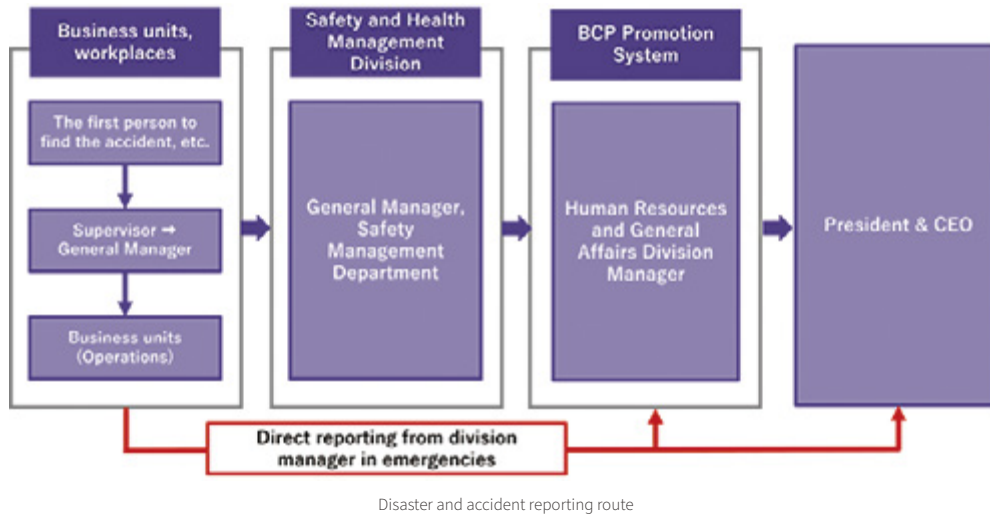 Business units,
workplaces
The first person to
find the accident, etc.
Supervisor ➞
General Manager
Business units
(Operations)
Safety and Health
Management
Division
General Manager,
Safety
Management
Department
BCP Promotion
System
Human Resources
and General
Affairs Division
Manager
President & CEO
Direct reporting from division
manager in emergencies
Disaster and accident reporting route